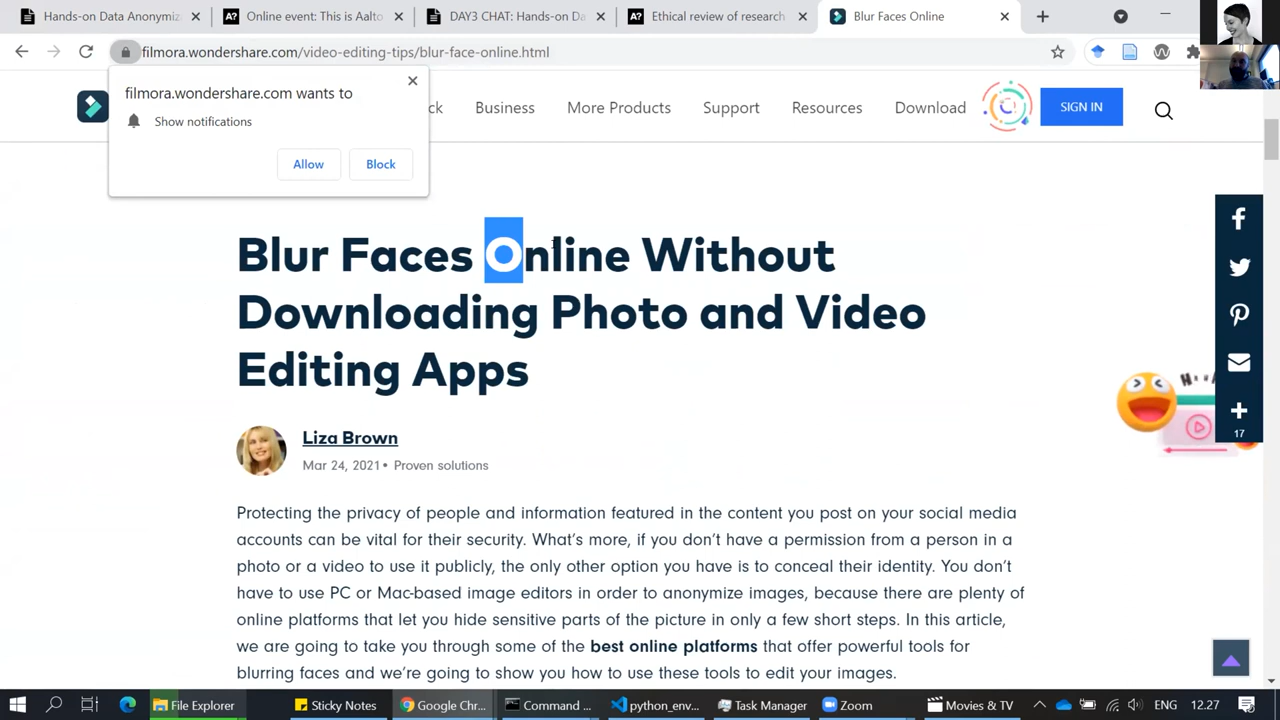 Hands-on Data Anonymiz
Online event: This is Aalto
DAY3 CHAT: Hands-on Da
Ethical review of research
Blur Faces Online
filmora.wondershare.com/video-editing-tips/blur-face-online.html
filmora.wondershare.com wants to
Show notifications
Allow
Block
ck
Business
More Products
Support
Resources
Download
SIGN IN
Blur Faces Online Without
Downloading Photo and Video
Editing Apps
Liza Brown
Mar 24, 2021• Proven solutions
Protecting the privacy of people and information featured in the content you post on your social media
accounts can be vital for their security. What's more, if you don't have a permission from a person in a
photo or a video to use it publicly, the only other option you have is to conceal their identity. You don't
have to use PC or Mac-based image editors in order to anonymize images, because there are plenty of
online platforms that let you hide sensitive parts of the picture in only a few short steps. In this article,
we are going to take you through some of the best online platforms that offer powerful tools for
blurring faces and we're going to show you how to use these tools to edit your images.
17
File Explorer
Sticky Notes
Google Chr...
Command ...
python_env...
Task Manager
Zoom
Movies & TV
ENG
12.27